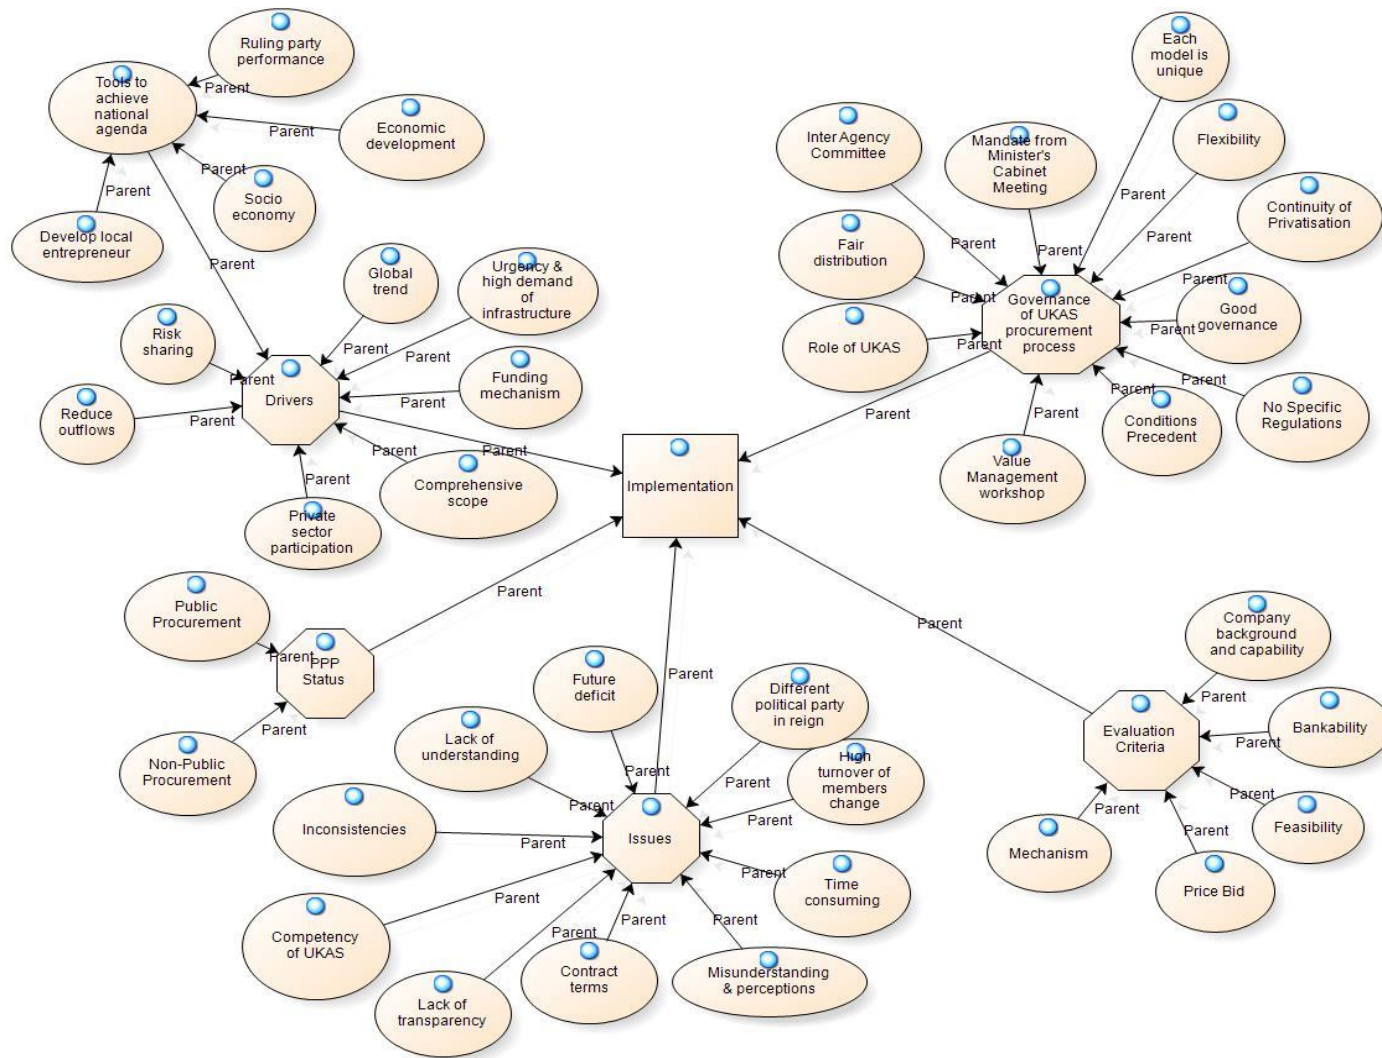 Ruling party
performance
Parent
Tools to
achieve
national
agenda
Economic
development
Parent
Socio
economy
Parent
Develop local
entrepreneur
Parent
Parent
Global
trend
Parent
Urgency &
high demand
of
infrastructure
Parent
Risk
sharing
Parent
Drivers
Funding
mechanism
Parent
Reduce
outflows
Parent
Comprehensive
scope
Parent
Private
sector
participation
Parent
Parent
Implementation
Each
model is
unique
Parent
Inter Agency
Committee
Parent
Mandate from
Minister's
Cabinet
Meeting
Parent
Flexibility
Parent
Continuity of
Privatisation
Parent
Fair
distribution
Parent
Governance
of UKAS
procurement
process
Good
governance
Parent
Role of UKAS
Parent
Parent
No Specific
Regulations
Parent
Conditions
Precedent
Parent
Value
Management
workshop
Parent
Public
Procurement
Parent
PPP
Status
Parent
Non-Public
Procurement
Parent
Future
deficit
Parent
Parent
Different
political party
in reign
Parent
Lack of
understanding
Parent
High
turnover of
members
change
Parent
Inconsistencies
Parent
Issues
Time
consuming
Parent
Competency
of UKAS
Parent
Lack of
transparency
Parent
Contract
terms
Parent
Misunderstanding
& perceptions
Parent
Parent
Company
background
and capability
Parent
Evaluation
Criteria
Bankability
Parent
Feasibility
Parent
Mechanism
Parent
Price Bid
Parent